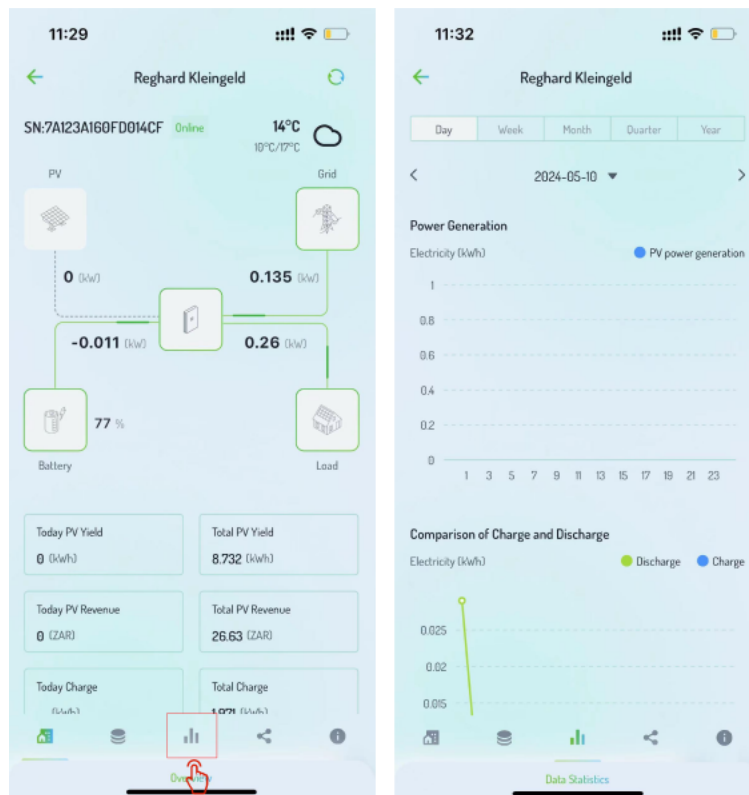 11:29
Reghard Kleingeld
SN:7A123A160FD014CF Online 14°C
10°C/17°C
PV Grid
0 (kW) 0.135 (kW)
-0.011 (kW) 0.26 (kW)
77 %
Battery Load
Today PV Yield Total PV Yield
0 (kWh) 8.732 (kWh)
Today PV Revenue Total PV Revenue
0 (ZAR) 26.63 (ZAR)
Today Charge Total Charge
(kWh) 1.971 (kWh)
Overview
11:32
Reghard Kleingeld
Day Week Month Quarter Year
< 2024-05-10 >
Power Generation
Electricity (kWh) PV power generation
1
0.8
0.6
0.4
0.2
0
1 3 5 7 9 11 13 15 17 19 21 23
Comparison of Charge and Discharge
Electricity (kWh) Discharge Charge
0.025
0.02
0.015
Data Statistics